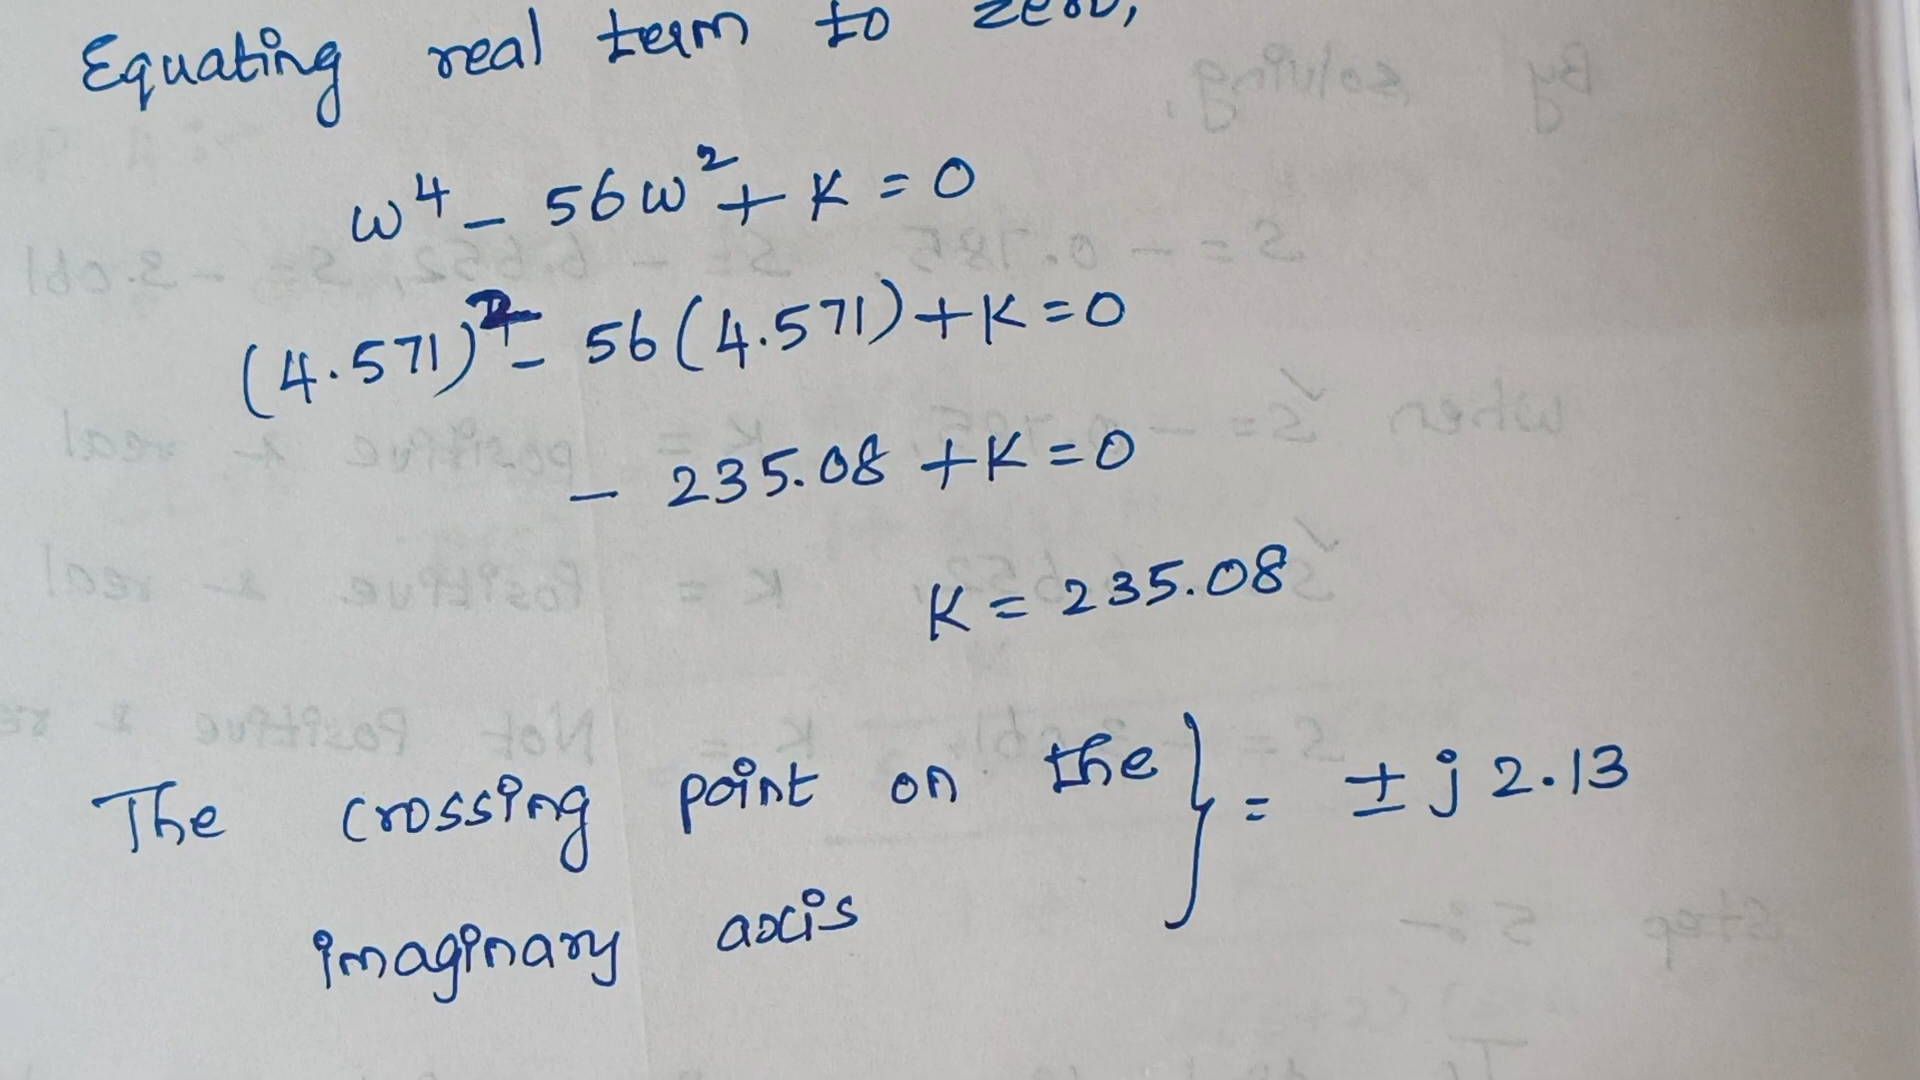 Equating real term to zero,
ω⁴ - 56ω² + K = 0
(4.571)² - 56(4.571) + K = 0
- 235.08 + K = 0
K = 235.08
The crossing point on the } = ± j 2.13
imaginary axis